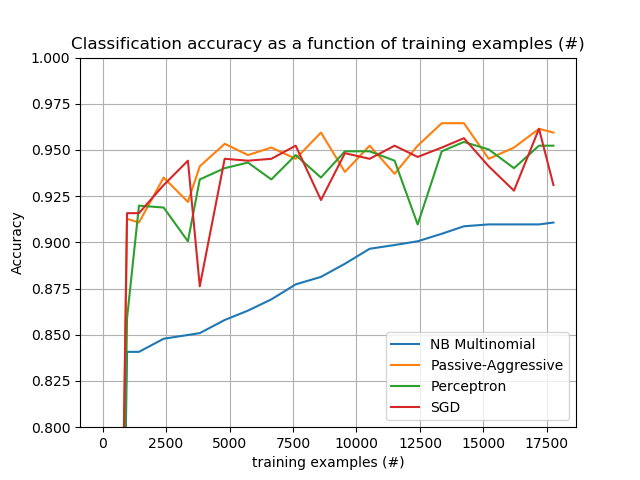 Classification accuracy as a function of training examples (#)
1.000
0.975
0.950
0.925
0.900
0.875
0.850
0.825
0.800
Accuracy
NB Multinomial
Passive-Aggressive
Perceptron
SGD
0 2500 5000 7500 10000 12500 15000 17500
training examples (#)